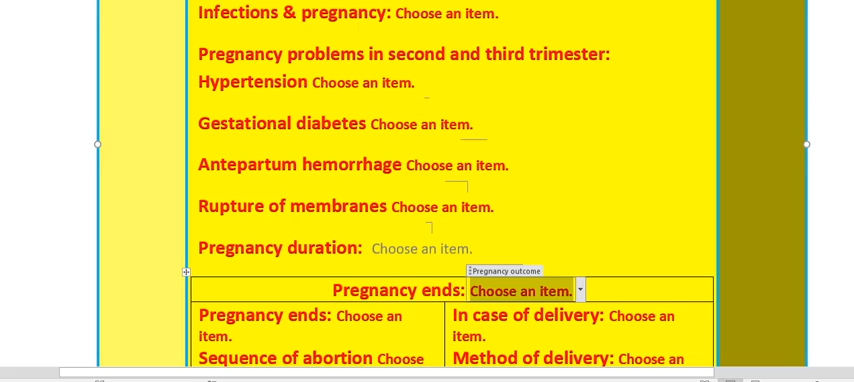 Infections & pregnancy: Choose an item.
Pregnancy problems in second and third trimester:
Hypertension Choose an item.
Gestational diabetes Choose an item.
Antepartum hemorrhage Choose an item.
Rupture of membranes Choose an item.
Pregnancy duration: Choose an item.
Pregnancy outcome
Pregnancy ends: Choose an item.
Pregnancy ends: Choose an
item.
Sequence of abortion Choose
In case of delivery: Choose an
item.
Method of delivery: Choose an